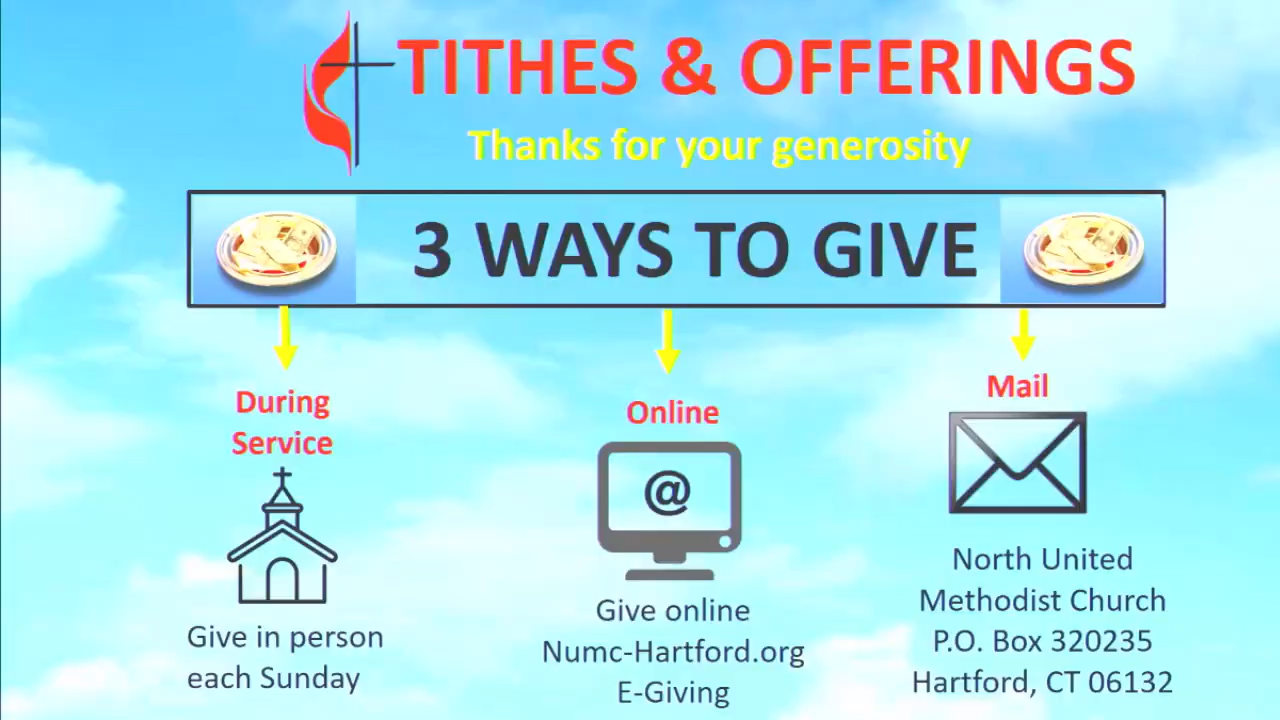 TITHES & OFFERINGS
Thanks for your generosity
3 WAYS TO GIVE
During
Service
Give in person
each Sunday
Online
@
Give online
Numc-Hartford.org
E-Giving
Mail
North United
Methodist Church
P.O. Box 320235
Hartford, CT 06132